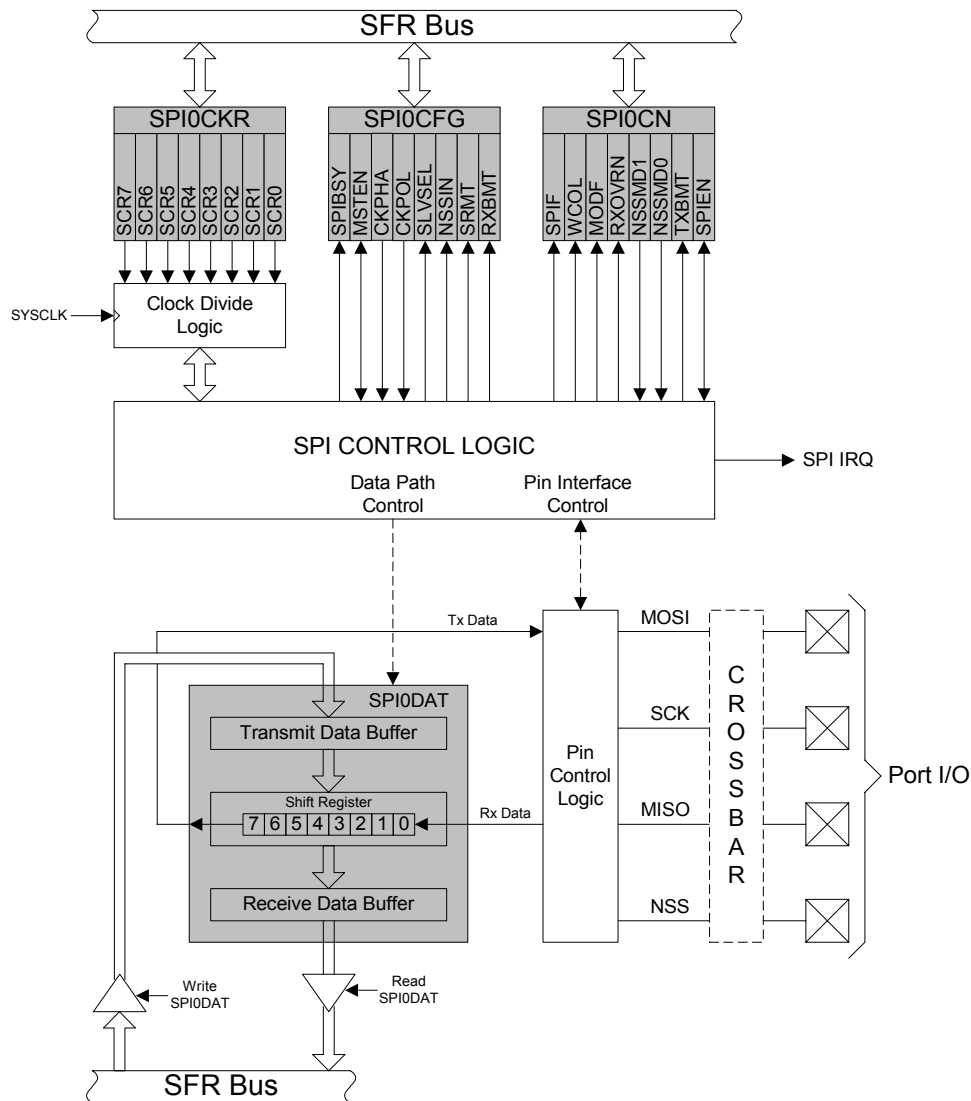 SFR Bus
SPI0CKR
SPI0CFG
SPI0CN
SCR7
SCR6
SCR5
SCR4
SCR3
SCR2
SCR1
SCR0
SPIBSY
MSTEN
CKPHA
CKPOL
SLVSEL
NSSIN
SRMT
RXBMT
SPIF
WCOL
MODF
RXOVRN
NSSMD1
NSSMD0
TXBMT
SPIEN
SYSCLK
Clock Divide
Logic
SPI CONTROL LOGIC
SPI IRQ
Data Path
Control
Pin Interface
Control
Tx Data
MOSI
SPI0DAT
Transmit Data Buffer
SCK
Shift Register
7 6 5 4 3 2 1 0
Rx Data
Pin
Control
Logic
MISO
Receive Data Buffer
NSS
CROSSBAR
Port I/O
Write
SPI0DAT
Read
SPI0DAT
SFR Bus